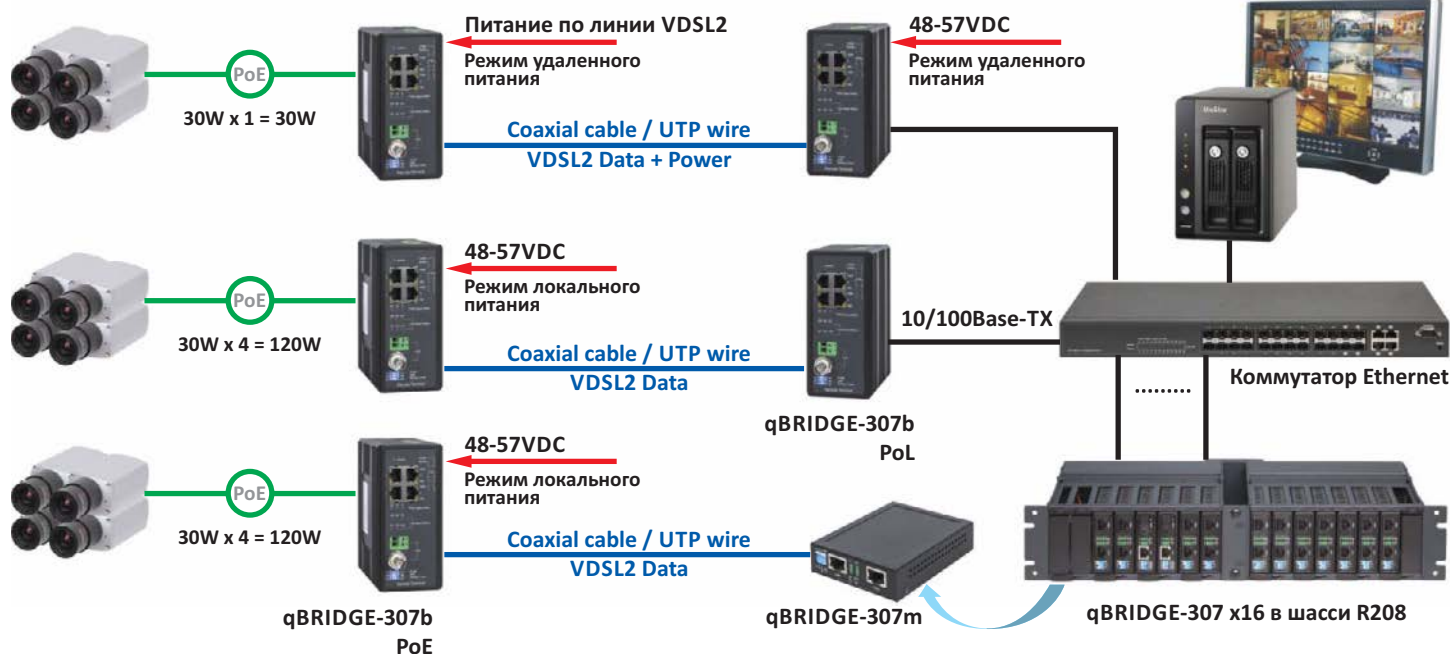 PoE
30W x 1 = 30W
Питание по линии VDSL2
Режим удаленного
питания
Coaxial cable / UTP wire
VDSL2 Data + Power
48-57VDC
Режим удаленного
питания
PoE
30W x 4 = 120W
48-57VDC
Режим локального
питания
Coaxial cable / UTP wire
VDSL2 Data
10/100Base-TX
Коммутатор Ethernet
.........
qBRIDGE-307b
PoL
PoE
30W x 4 = 120W
48-57VDC
Режим локального
питания
Coaxial cable / UTP wire
VDSL2 Data
qBRIDGE-307b
PoE
qBRIDGE-307m
qBRIDGE-307 x16 в шасси R208